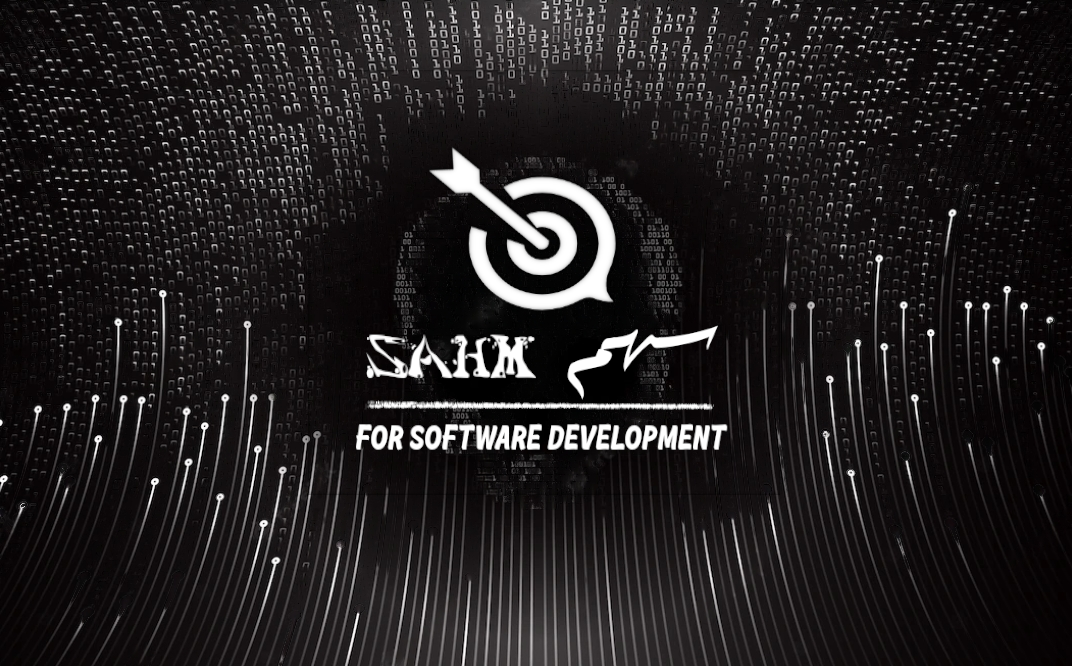 SAHM سهم
FOR SOFTWARE DEVELOPMENT